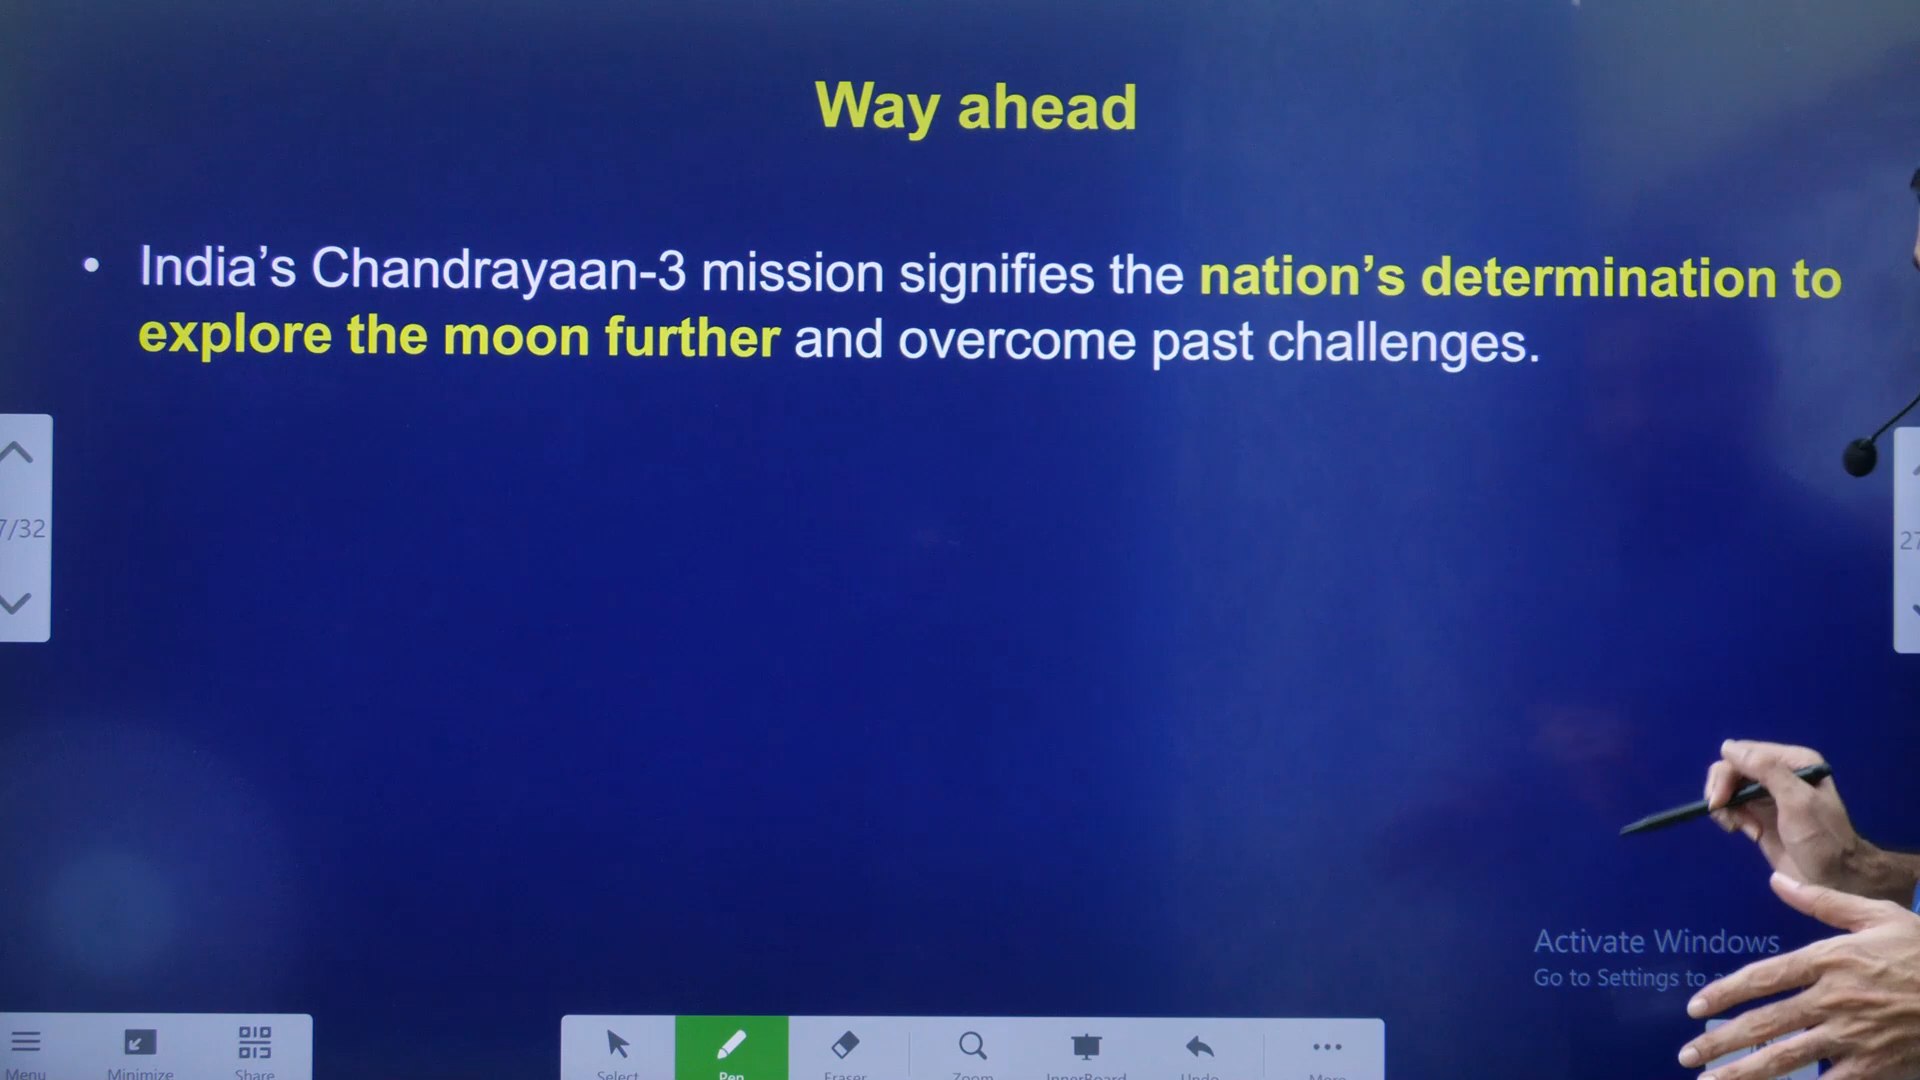 Way ahead
• India’s Chandrayaan-3 mission signifies the nation’s determination to
explore the moon further and overcome past challenges.
7/32
27
Activate Windows
Go to Settings to
Menu
Minimize
Share
Select
Pen
Eraser
Zoom
InnerBoard
Undo
More